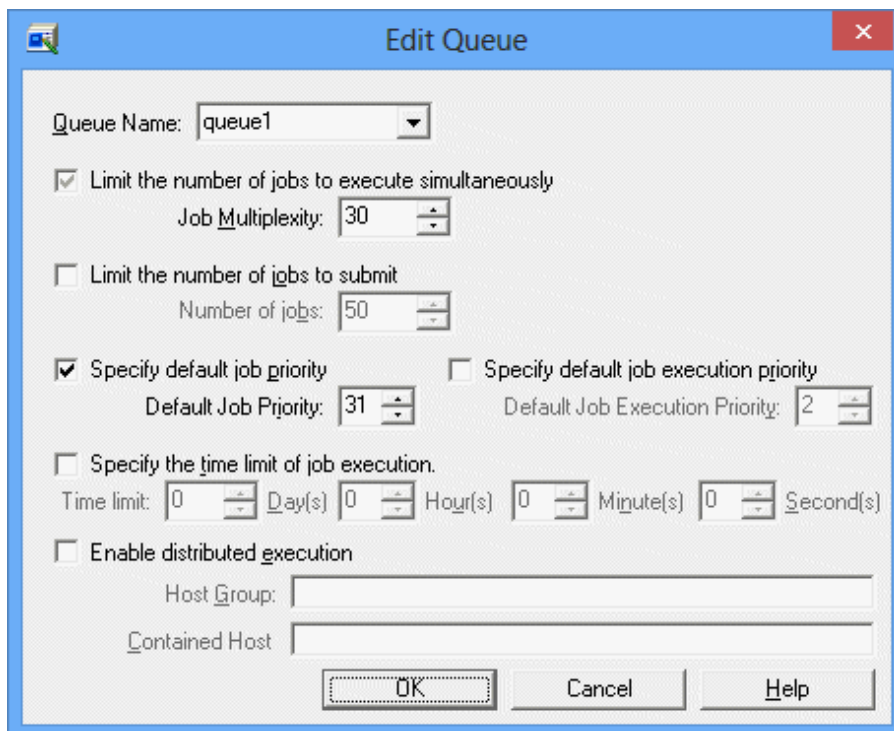 Edit Queue
Queue Name: queue1
Limit the number of jobs to execute simultaneously
Job Multiplexity: 30
Limit the number of jobs to submit
Number of jobs: 50
Specify default job priority Specify default job execution priority
Default Job Priority: 31 Default Job Execution Priority: 2
Specify the time limit of job execution.
Time limit: 0 Day(s) 0 Hour(s) 0 Minute(s) 0 Second(s)
Enable distributed execution
Host Group:
Contained Host
OK Cancel Help